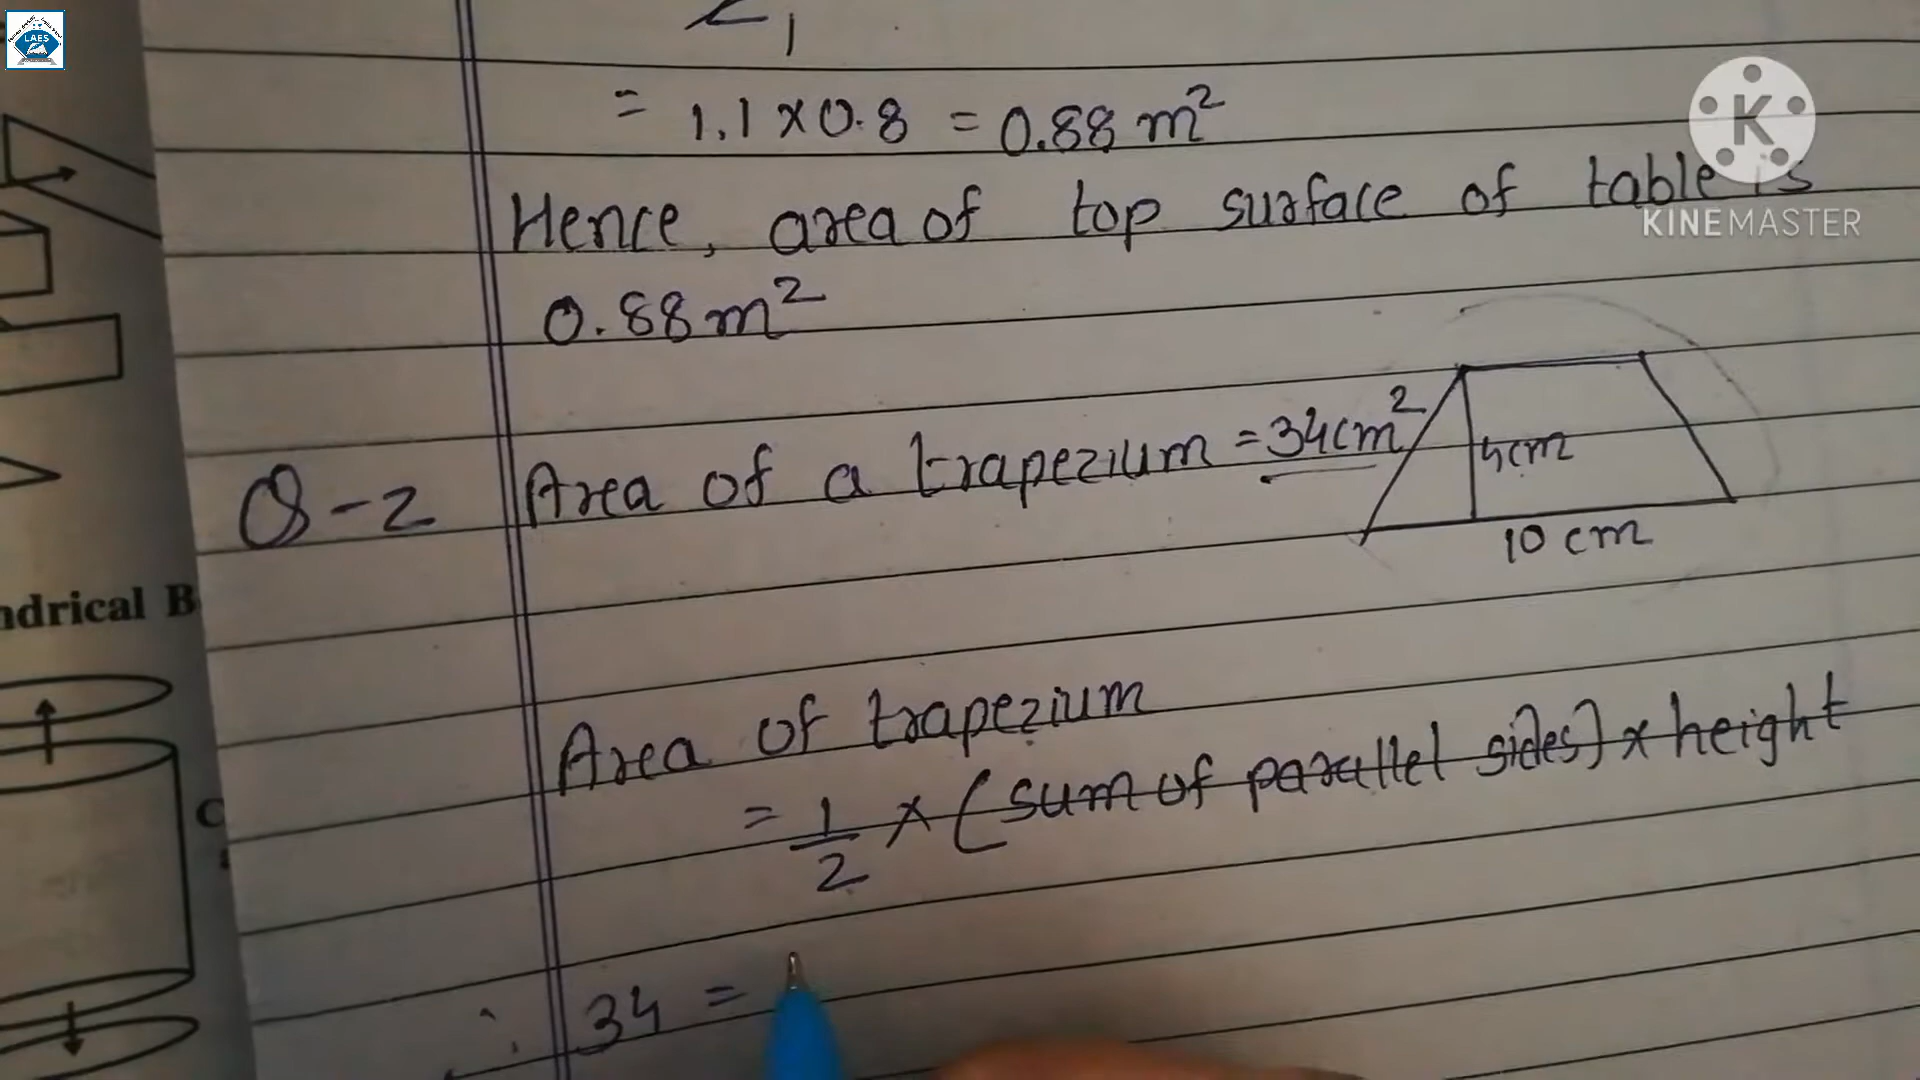 LAES
= 1.1 × 0.8 = 0.88 m²
Hence, area of top surface of table is
0.88 m²
KINEMASTER
Q-2 Area of a trapezium = 34cm²
4cm
10 cm
Area of trapezium
= 1/2 × (sum of parallel sides) × height
∴ 34 =
ndrical B